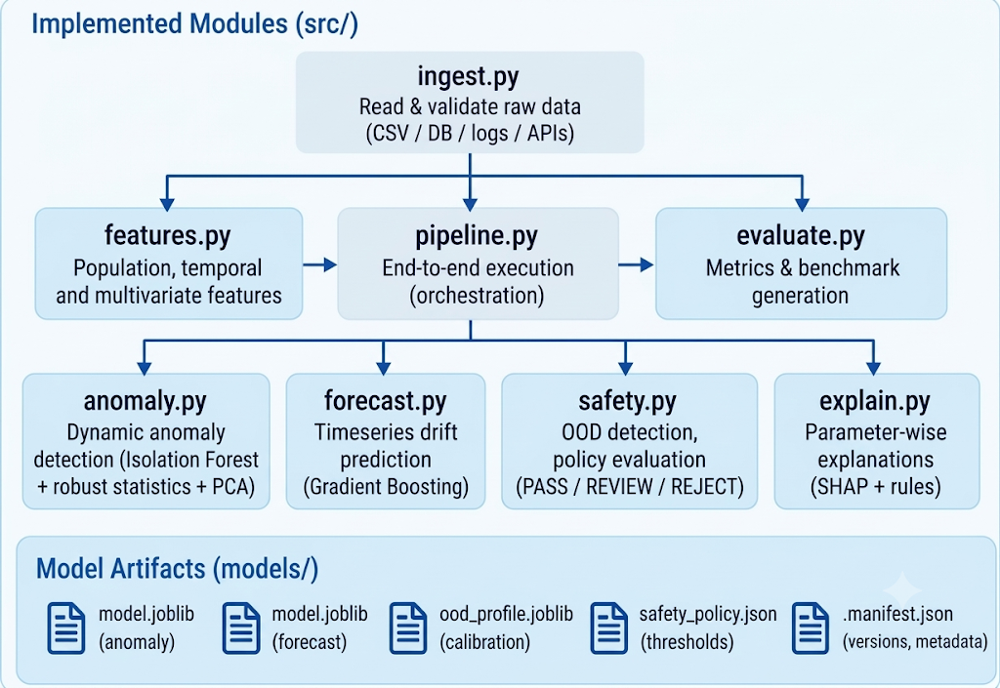 Implemented Modules (src/)
ingest.py
Read & validate raw data
(CSV / DB / logs / APIs)
features.py
Population, temporal
and multivariate features
pipeline.py
End-to-end execution
(orchestration)
evaluate.py
Metrics & benchmark
generation
anomaly.py
Dynamic anomaly
detection (Isolation Forest
+ robust statistics + PCA)
forecast.py
Timeseries drift
prediction
(Gradient Boosting)
safety.py
OOD detection,
policy evaluation
(PASS / REVIEW / REJECT)
explain.py
Parameter-wise
explanations
(SHAP + rules)
Model Artifacts (models/)
model.joblib
(anomaly)
model.joblib
(forecast)
ood_profile.joblib
(calibration)
safety_policy.json
(thresholds)
.manifest.json
(versions, metadata)